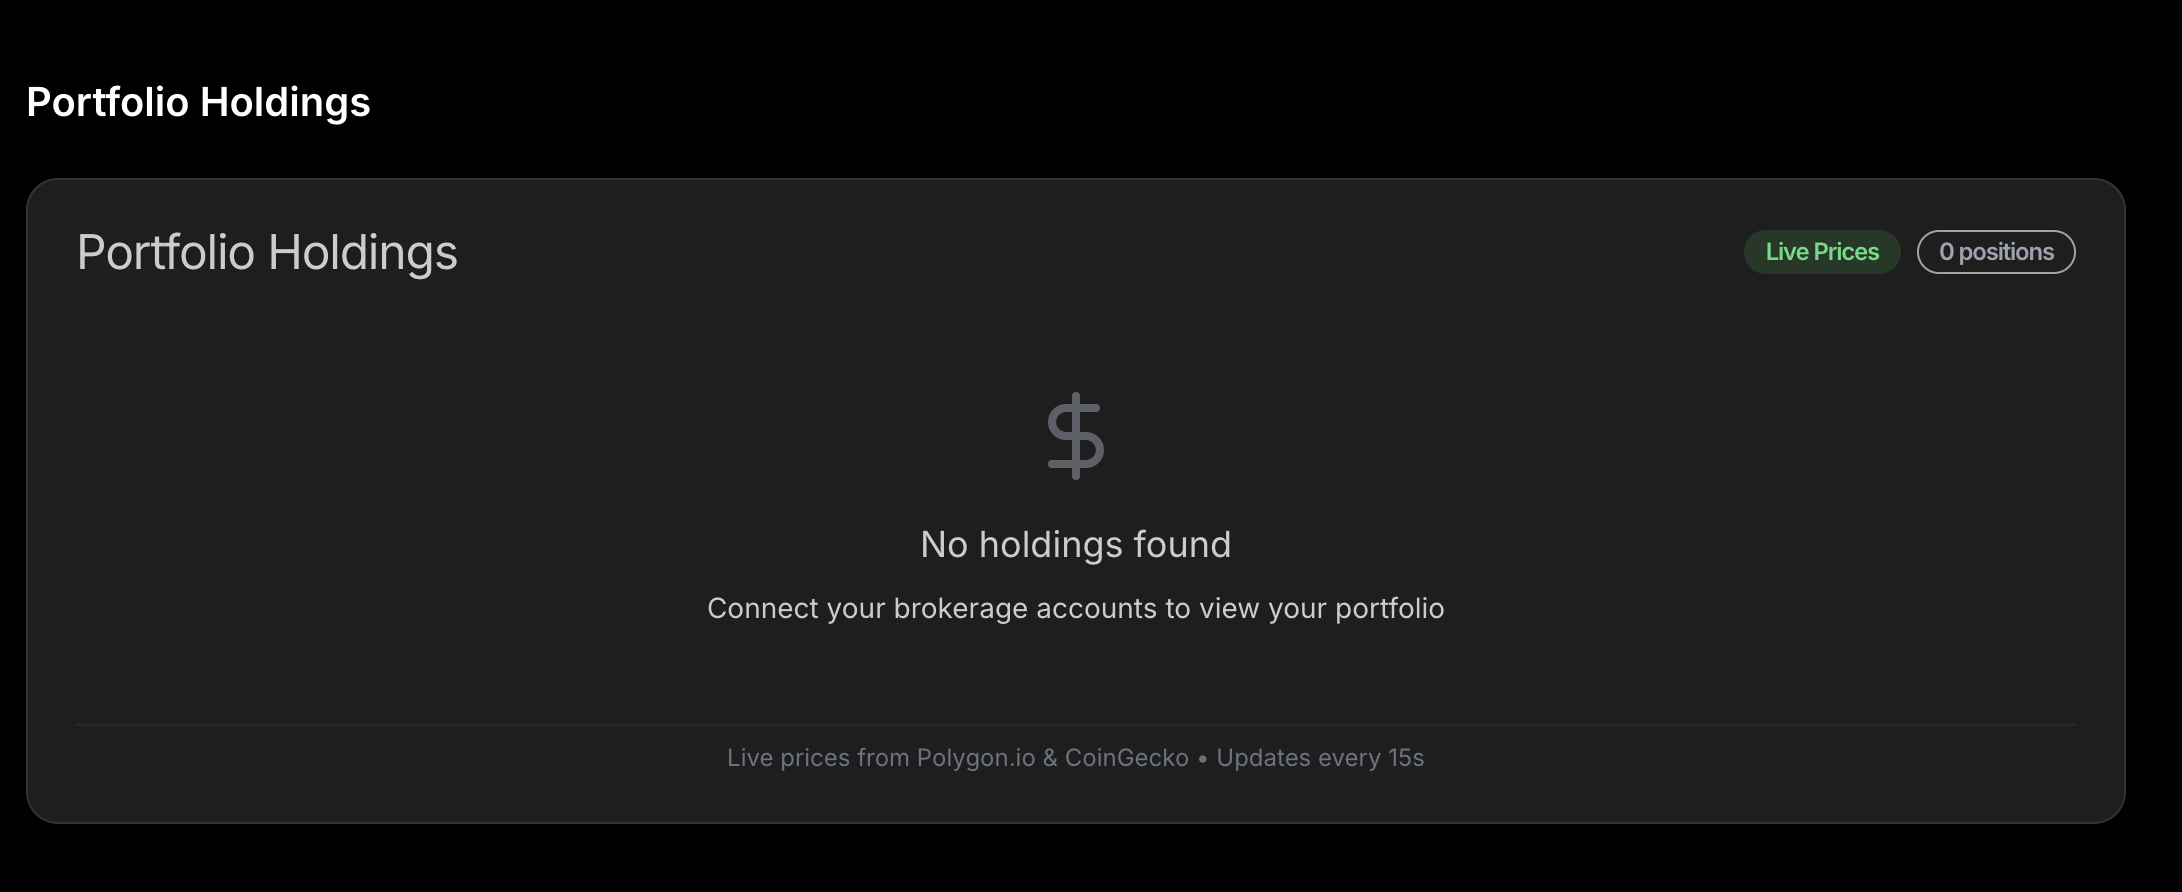 Portfolio Holdings
Portfolio Holdings
Live Prices
0 positions
No holdings found
Connect your brokerage accounts to view your portfolio
Live prices from Polygon.io & CoinGecko • Updates every 15s